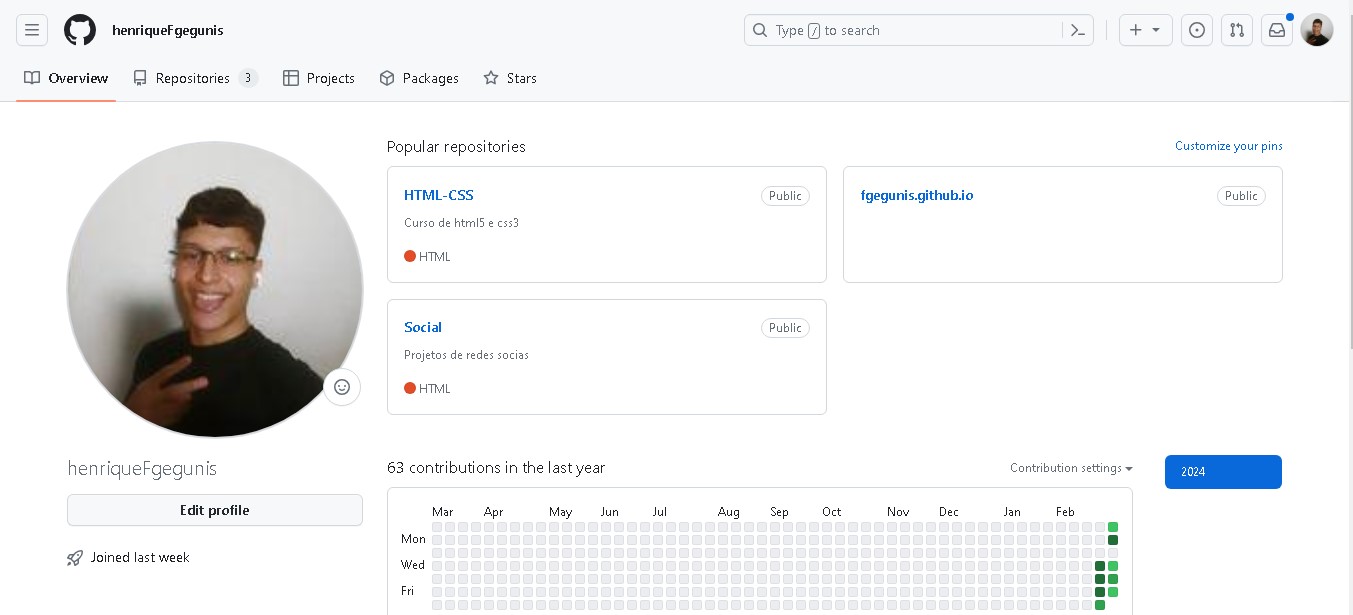 henriqueFgegunis
Type / to search
Overview
Repositories 3
Projects
Packages
Stars
Popular repositories
Customize your pins
HTML-CSS
Public
Curso de html5 e css3
HTML
fgegunis.github.io
Public
Social
Public
Projetos de redes socias
HTML
henriqueFgegunis
Edit profile
Joined last week
63 contributions in the last year
Contribution settings
2024
Mar Apr May Jun Jul Aug Sep Oct Nov Dec Jan Feb
Mon
Wed
Fri